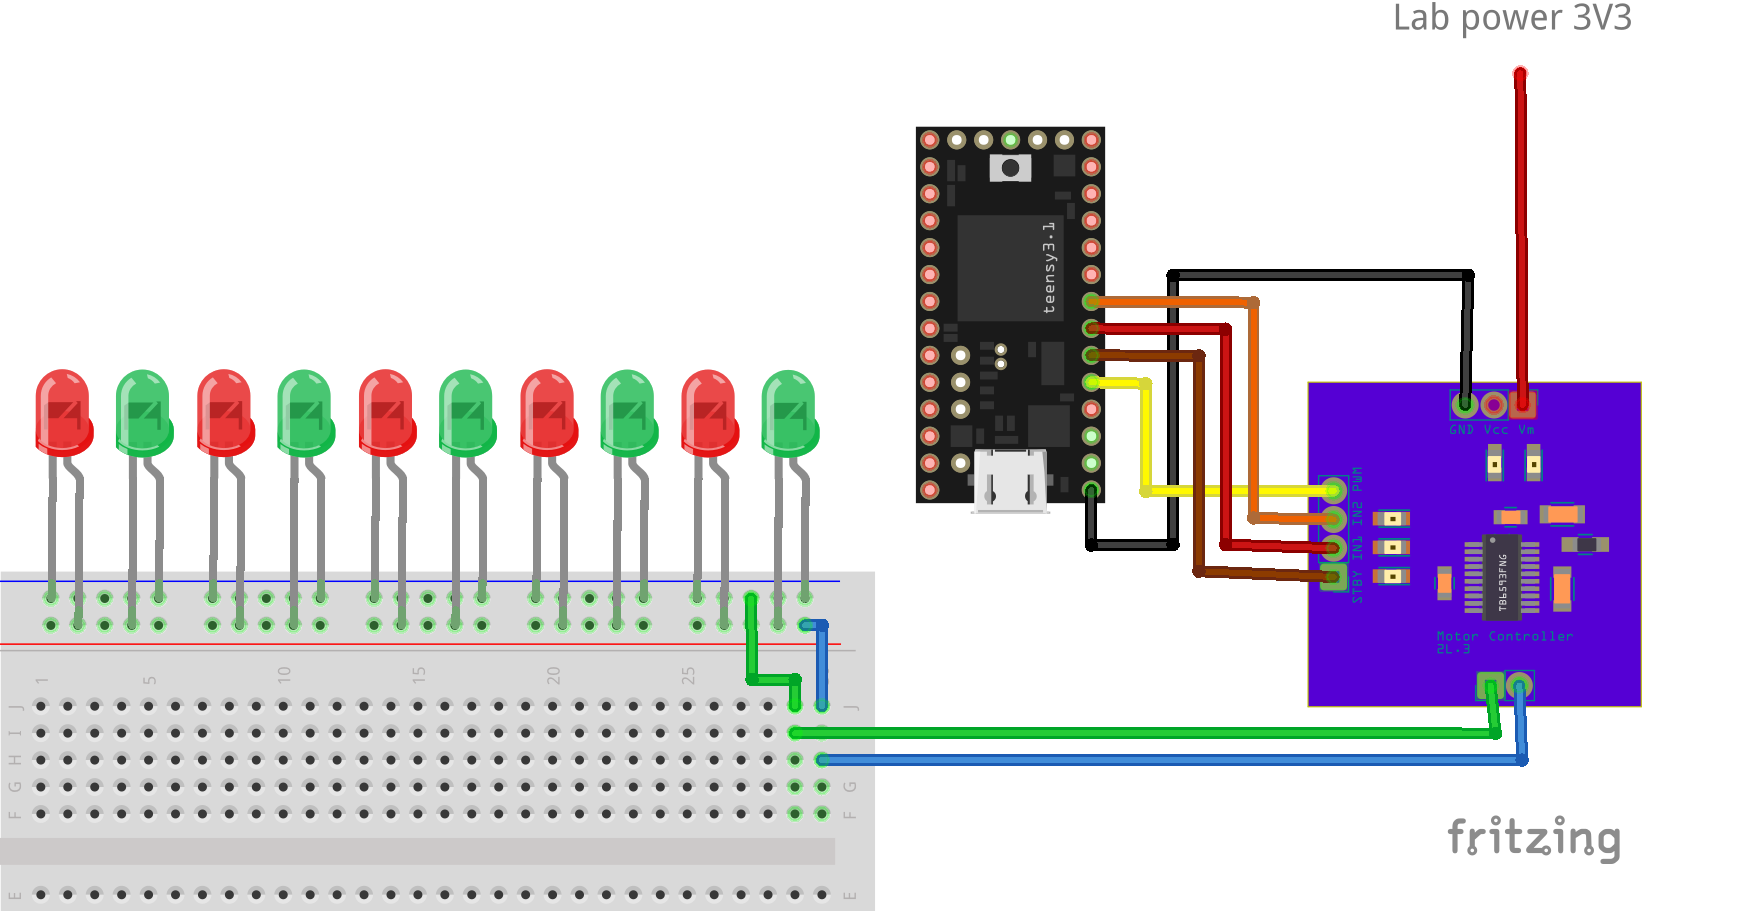 Lab power 3V3
teensy3.1
GND Vcc Vm
STBY IN1 IN2 PWM
TB6593FNG
Motor Controller
2L.3
1 5 10 15 20 25
J J
I I
H H
G G
F F
E E
fritzing